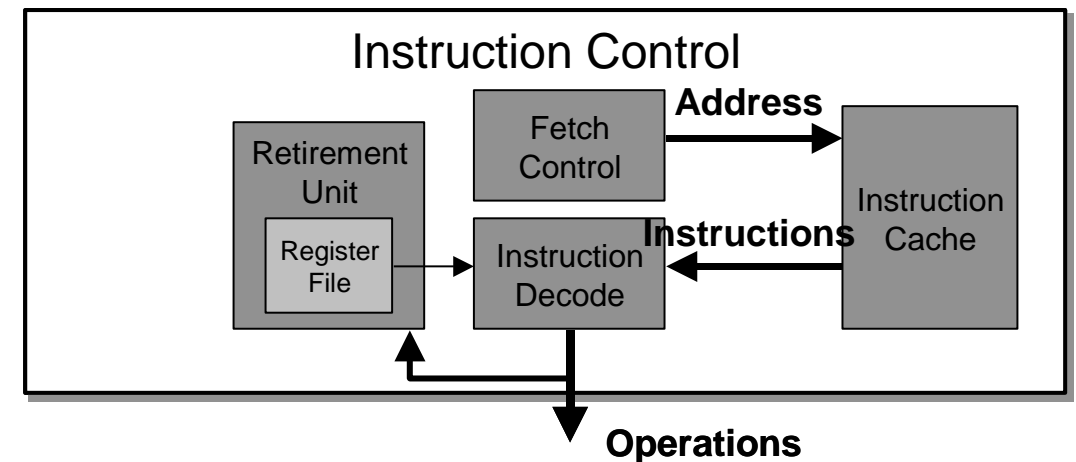 Instruction Control
Address
Fetch
Control
Retirement
Unit
Register
File
Instructions
Instruction
Decode
Instruction
Cache
Operations